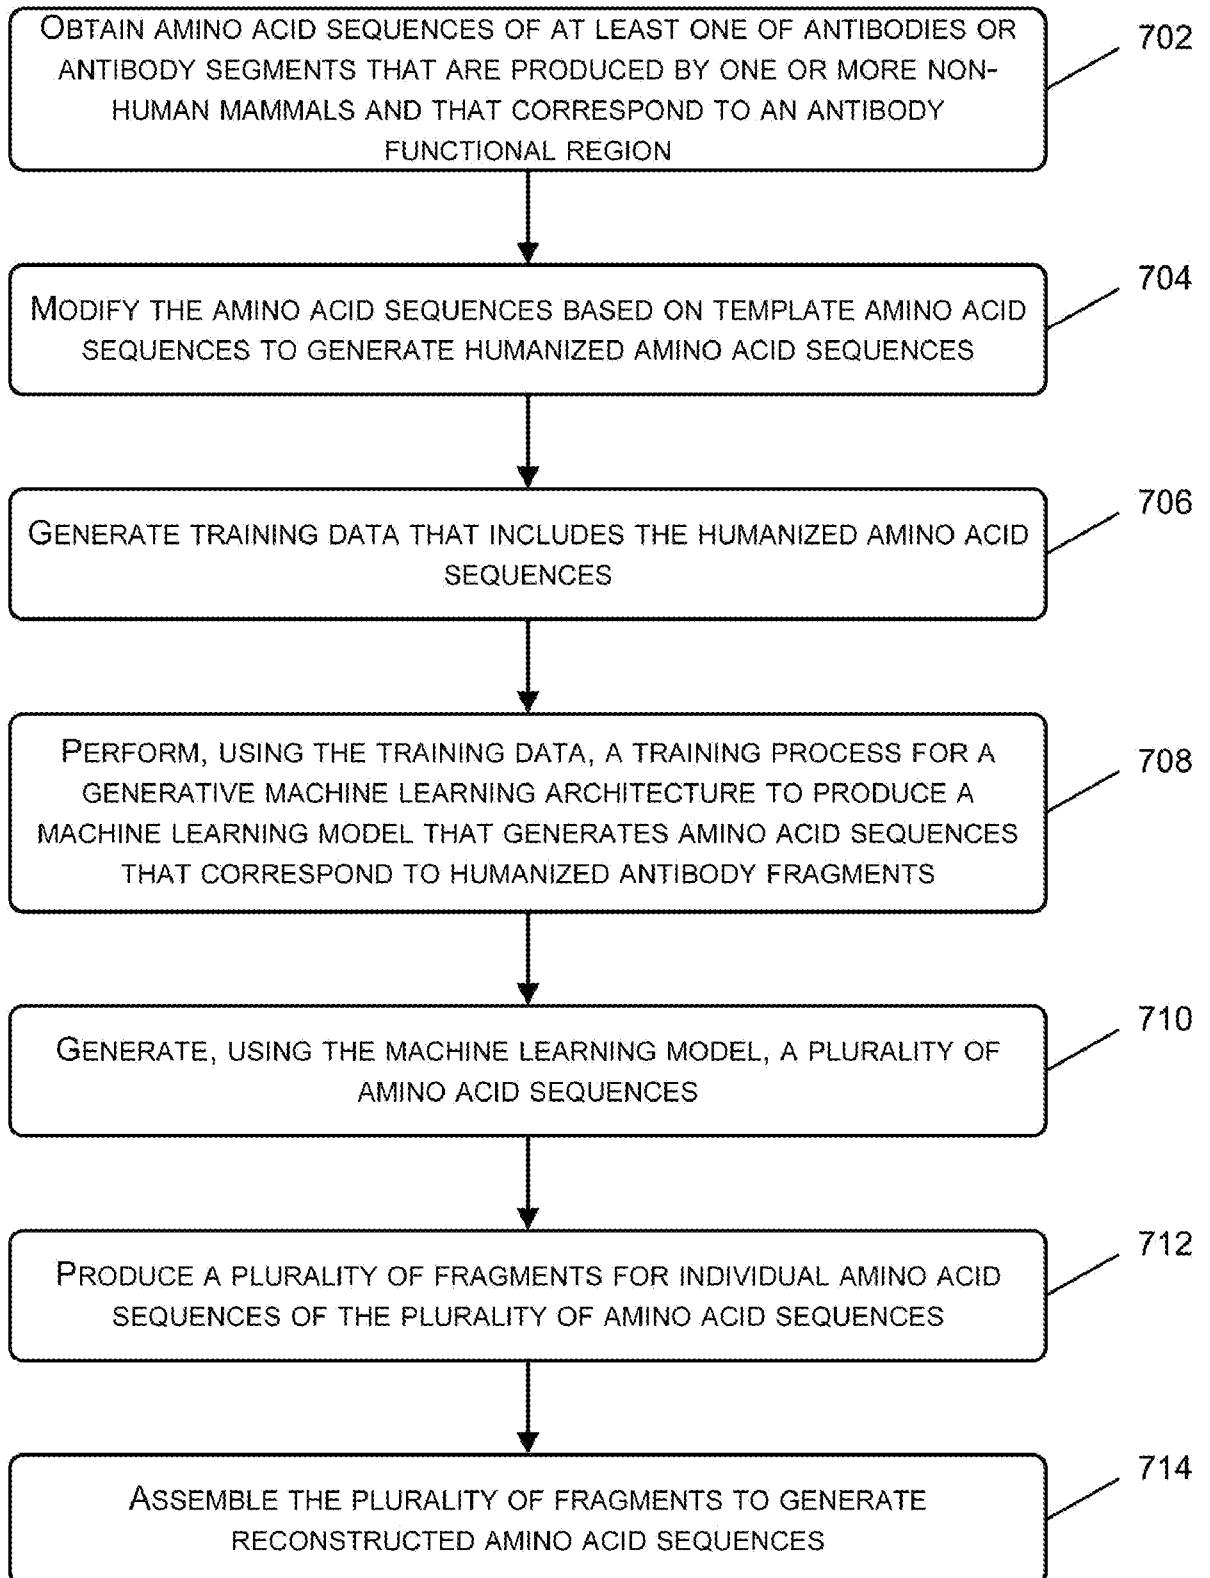 OBTAIN AMINO ACID SEQUENCES OF AT LEAST ONE OF ANTIBODIES OR
ANTIBODY SEGMENTS THAT ARE PRODUCED BY ONE OR MORE NON-
HUMAN MAMMALS AND THAT CORRESPOND TO AN ANTIBODY
FUNCTIONAL REGION
702
MODIFY THE AMINO ACID SEQUENCES BASED ON TEMPLATE AMINO ACID
SEQUENCES TO GENERATE HUMANIZED AMINO ACID SEQUENCES
704
GENERATE TRAINING DATA THAT INCLUDES THE HUMANIZED AMINO ACID
SEQUENCES
706
PERFORM, USING THE TRAINING DATA, A TRAINING PROCESS FOR A
GENERATIVE MACHINE LEARNING ARCHITECTURE TO PRODUCE A
MACHINE LEARNING MODEL THAT GENERATES AMINO ACID SEQUENCES
THAT CORRESPOND TO HUMANIZED ANTIBODY FRAGMENTS
708
GENERATE, USING THE MACHINE LEARNING MODEL, A PLURALITY OF
AMINO ACID SEQUENCES
710
PRODUCE A PLURALITY OF FRAGMENTS FOR INDIVIDUAL AMINO ACID
SEQUENCES OF THE PLURALITY OF AMINO ACID SEQUENCES
712
ASSEMBLE THE PLURALITY OF FRAGMENTS TO GENERATE
RECONSTRUCTED AMINO ACID SEQUENCES
714